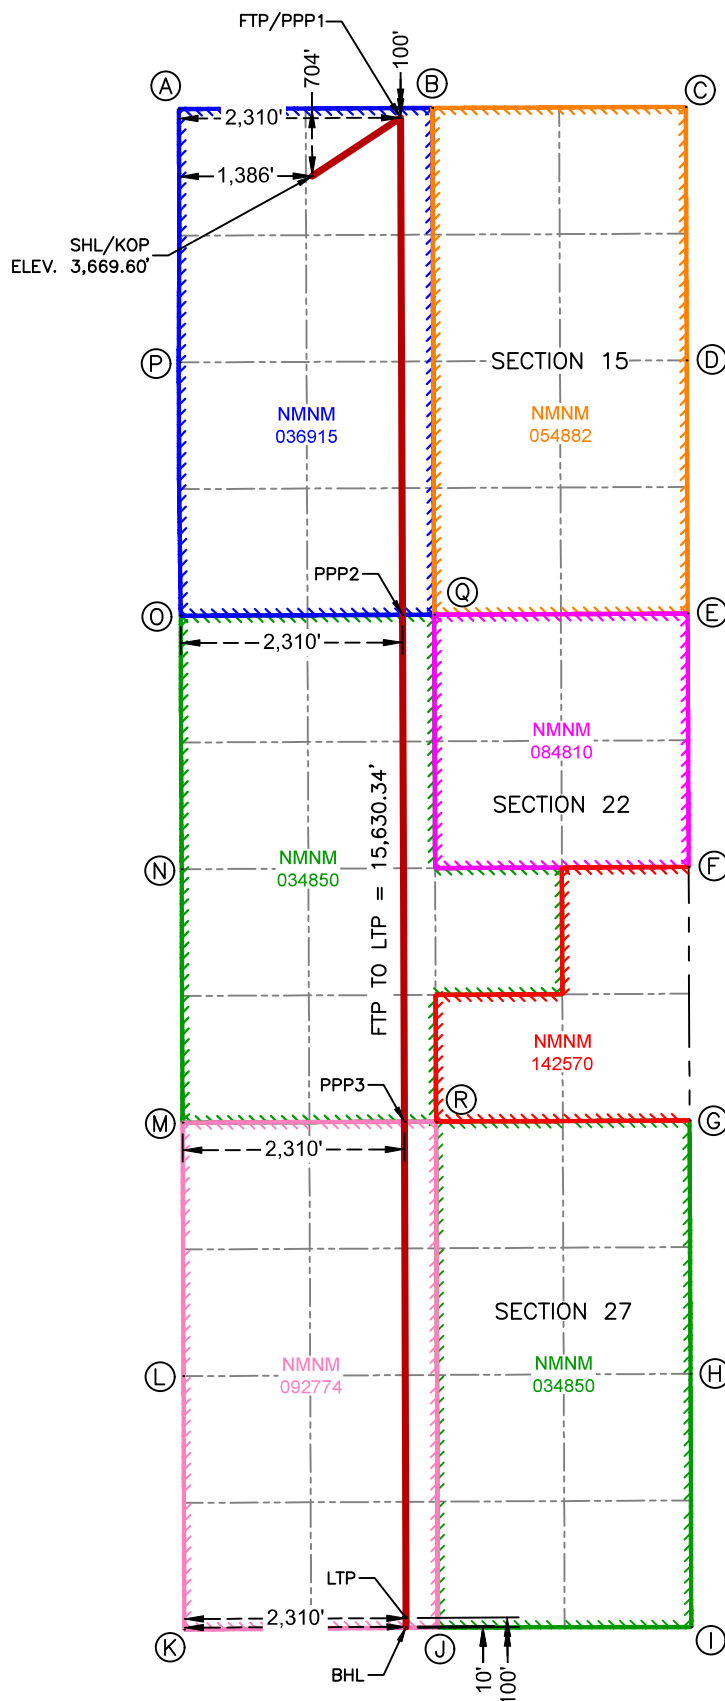 FTP/PPP1
100'
704'
A
B
C
2,310'
1,386'
SHL/KOP
ELEV. 3,669.60'
P
SECTION 15
D
NMNM
036915
NMNM
054882
PPP2
Q
O
E
2,310'
NMNM
084810
SECTION 22
FTP TO LTP = 15,630.34'
N
NMNM
034850
F
NMNM
142570
PPP3
R
M
G
2,310'
SECTION 27
L
NMNM
092774
NMNM
034850
H
LTP
2,310'
K
J
I
BHL
10'
100'